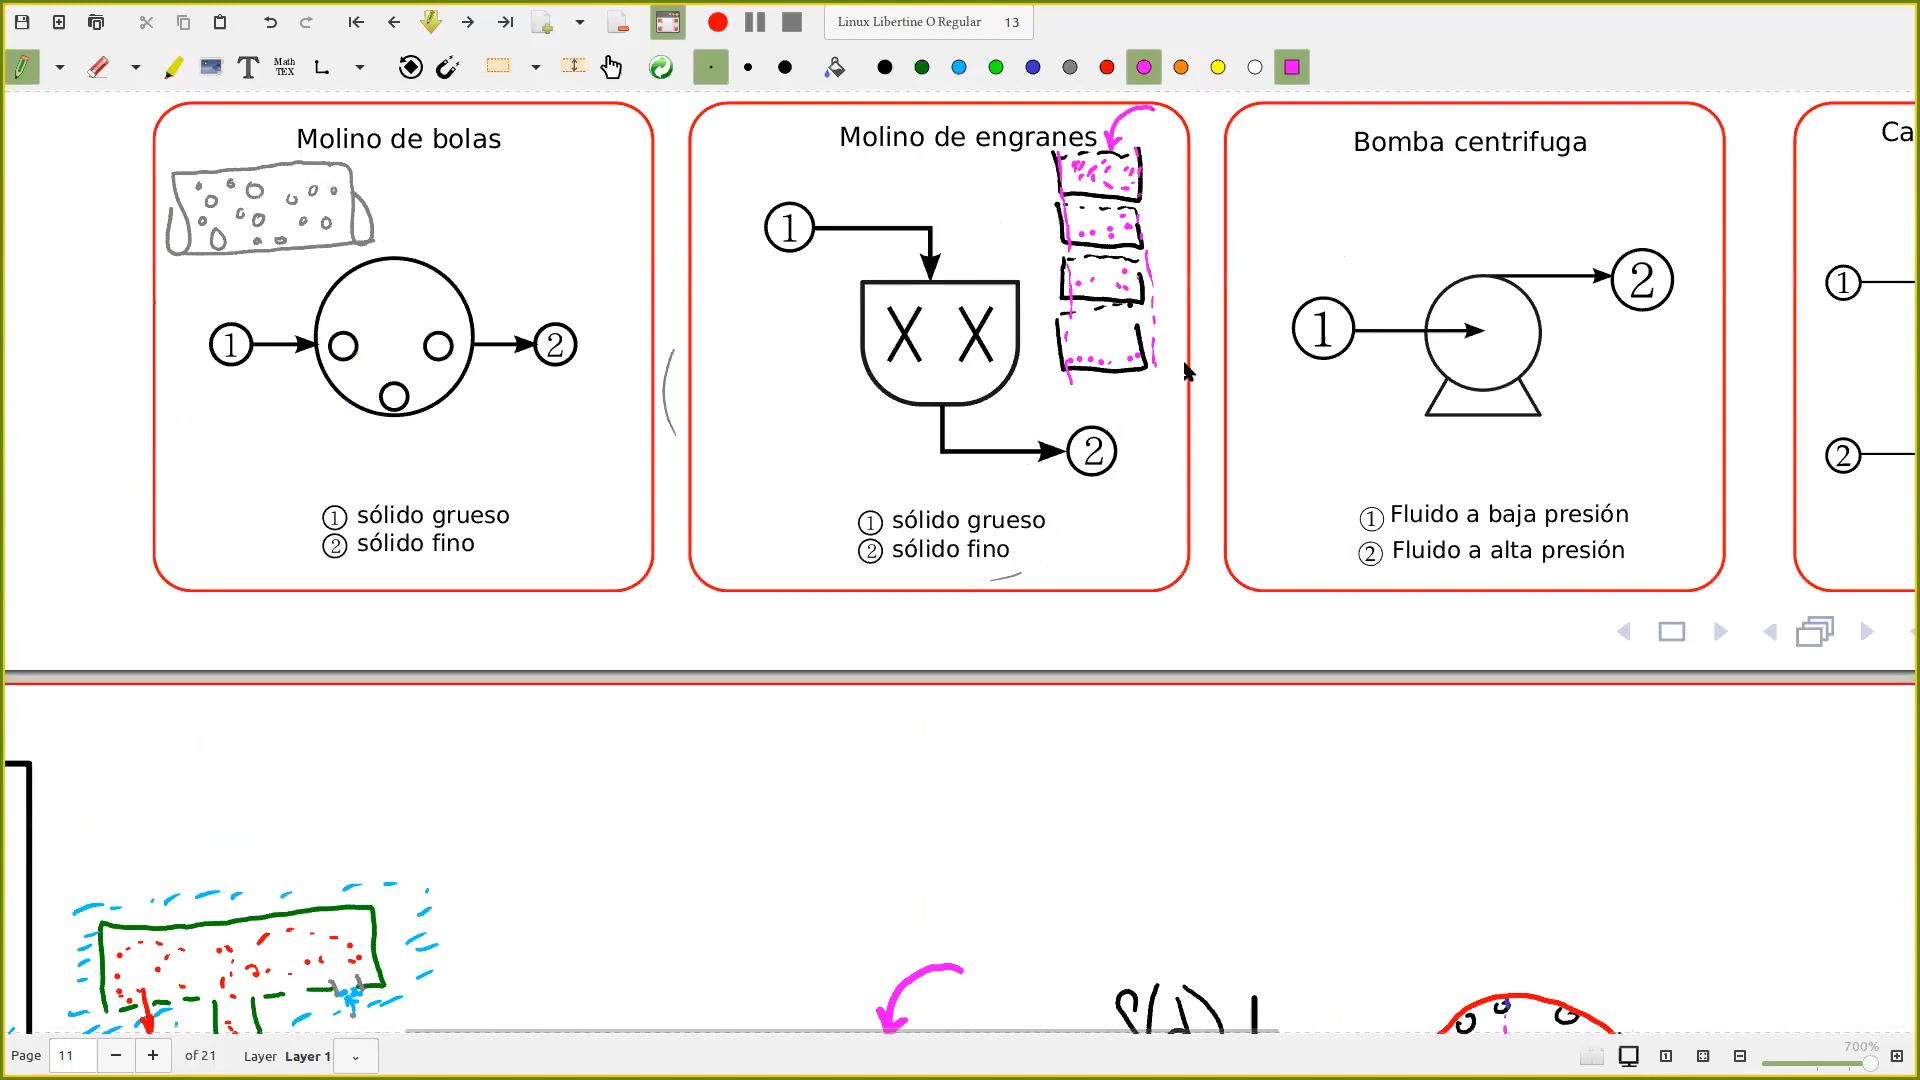 Linux Libertine O Regular 13
Math
TEX
Molino de bolas
1
2
① sólido grueso
② sólido fino
Molino de engranes
1
2
① sólido grueso
② sólido fino
Bomba centrifuga
1
2
① Fluido a baja presión
② Fluido a alta presión
Ca
1
2
Page 11 of 21 Layer Layer 1
700%